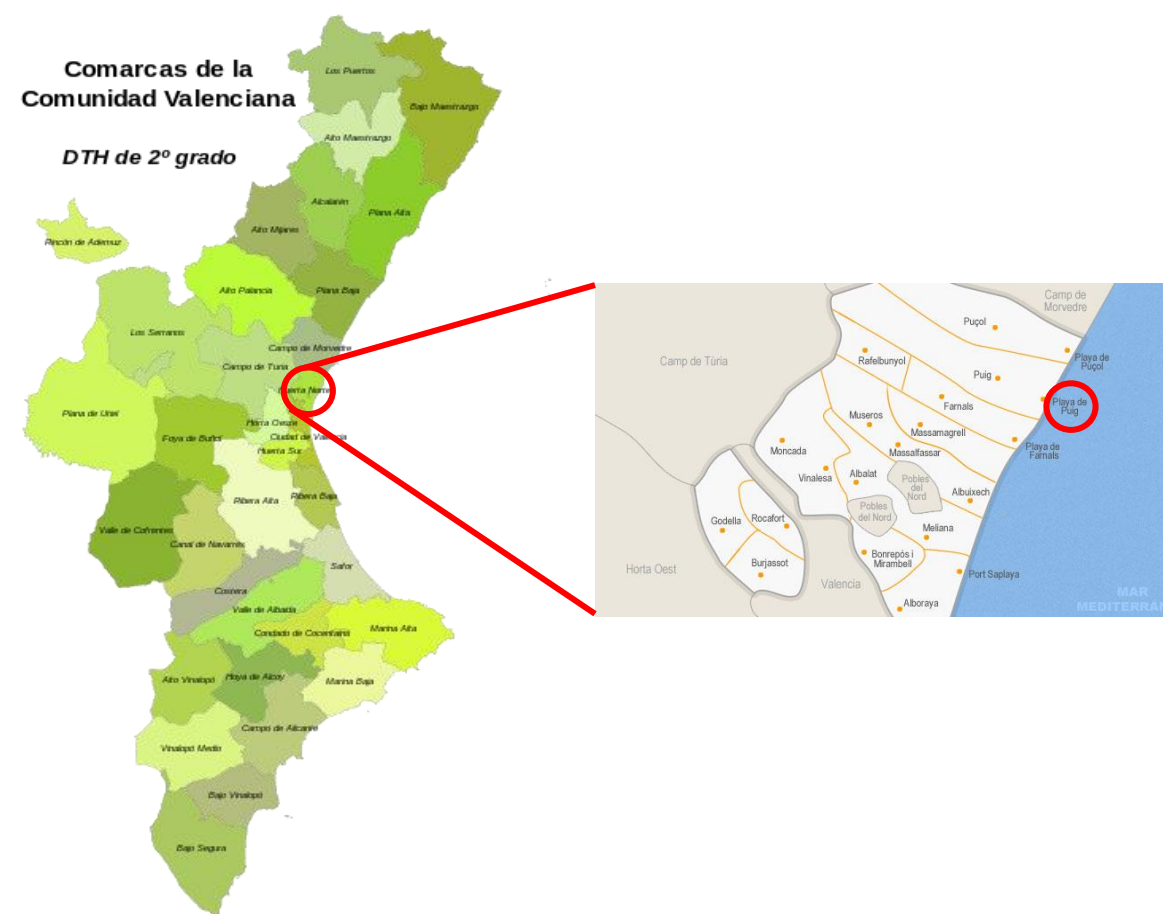 Comarcas de la
Comunidad Valenciana
DTH de 2º grado
Los Puertos
Bajo Maestrazgo
Alto Maestrazgo
Alcalatén
Plana Alta
Alto Mijares
Rincón de Ademuz
Alto Palancia
Plana Baja
Los Serranos
Campo de Morvedre
Campo de Turia
Huerta Norte
Plana de Utiel
Horta Oeste
Ciudad de Valencia
Foya de Buñol
Huerta Sur
Ribera Alta
Ribera Baja
Valle de Cofrentes
Canal de Navarrés
Safor
Costera
Valle de Albaida
Condado de Cocentaina
Marina Alta
Alto Vinalopó
Hoya de Alcoy
Marina Baja
Campo de Alicante
Vinalopó Medio
Bajo Vinalopó
Bajo Segura
Camp de
Morvedre
Puçol
Camp de Túria
Rafelbunyol
Playa de
Puçol
Puig
Farnals
Playa de
Puig
Museros
Massamagrell
Massalfassar
Playa de
Farnals
Moncada
Vinalesa
Albalat
Pobles
del
Nord
Albuixech
Pobles
del Nord
Godella
Rocafort
Meliana
Bonrepós i
Mirambell
Burjassot
Horta Oest
Valencia
Port Saplaya
Alboraya
MAR
MEDITERRAN